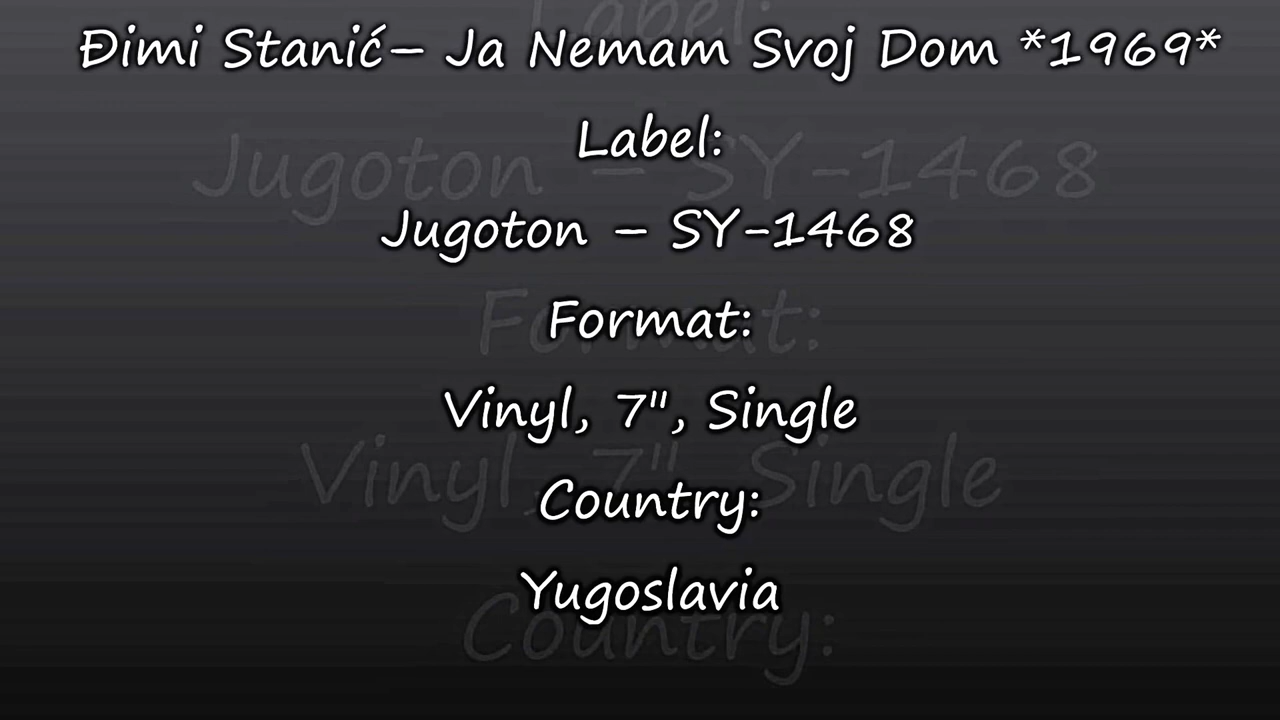 Đimi Stanić– Ja Nemam Svoj Dom *1969*
Label:
Jugoton – SY-1468
Format:
Vinyl, 7", Single
Country:
Yugoslavia